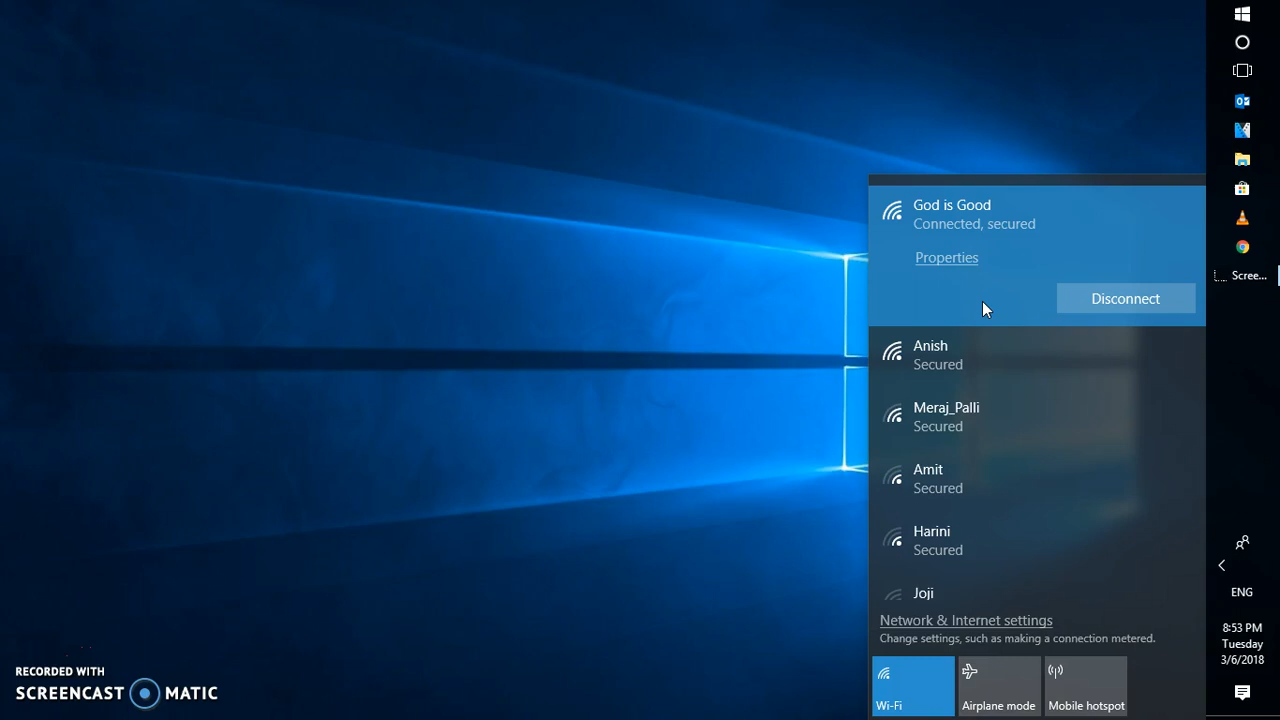 God is Good
Connected, secured
Properties
Disconnect
Anish
Secured
Meraj_Palli
Secured
Amit
Secured
Harini
Secured
Joji
Network & Internet settings
Change settings, such as making a connection metered.
Wi-Fi
Airplane mode
Mobile hotspot
Scree...
ENG
8:53 PM
Tuesday
3/6/2018
RECORDED WITH
SCREENCAST MATIC